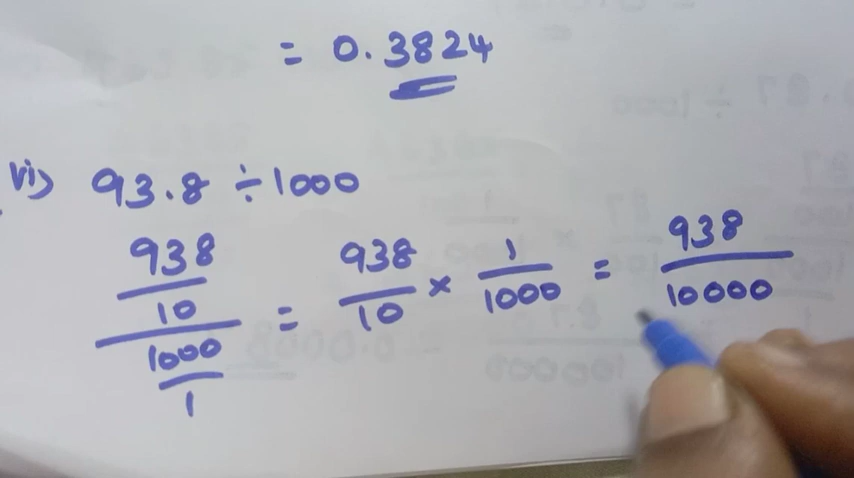 = 0.3824
vi) 93.8 ÷ 1000
938/10 / 1000/1 = 938/10 × 1/1000 = 938/10000